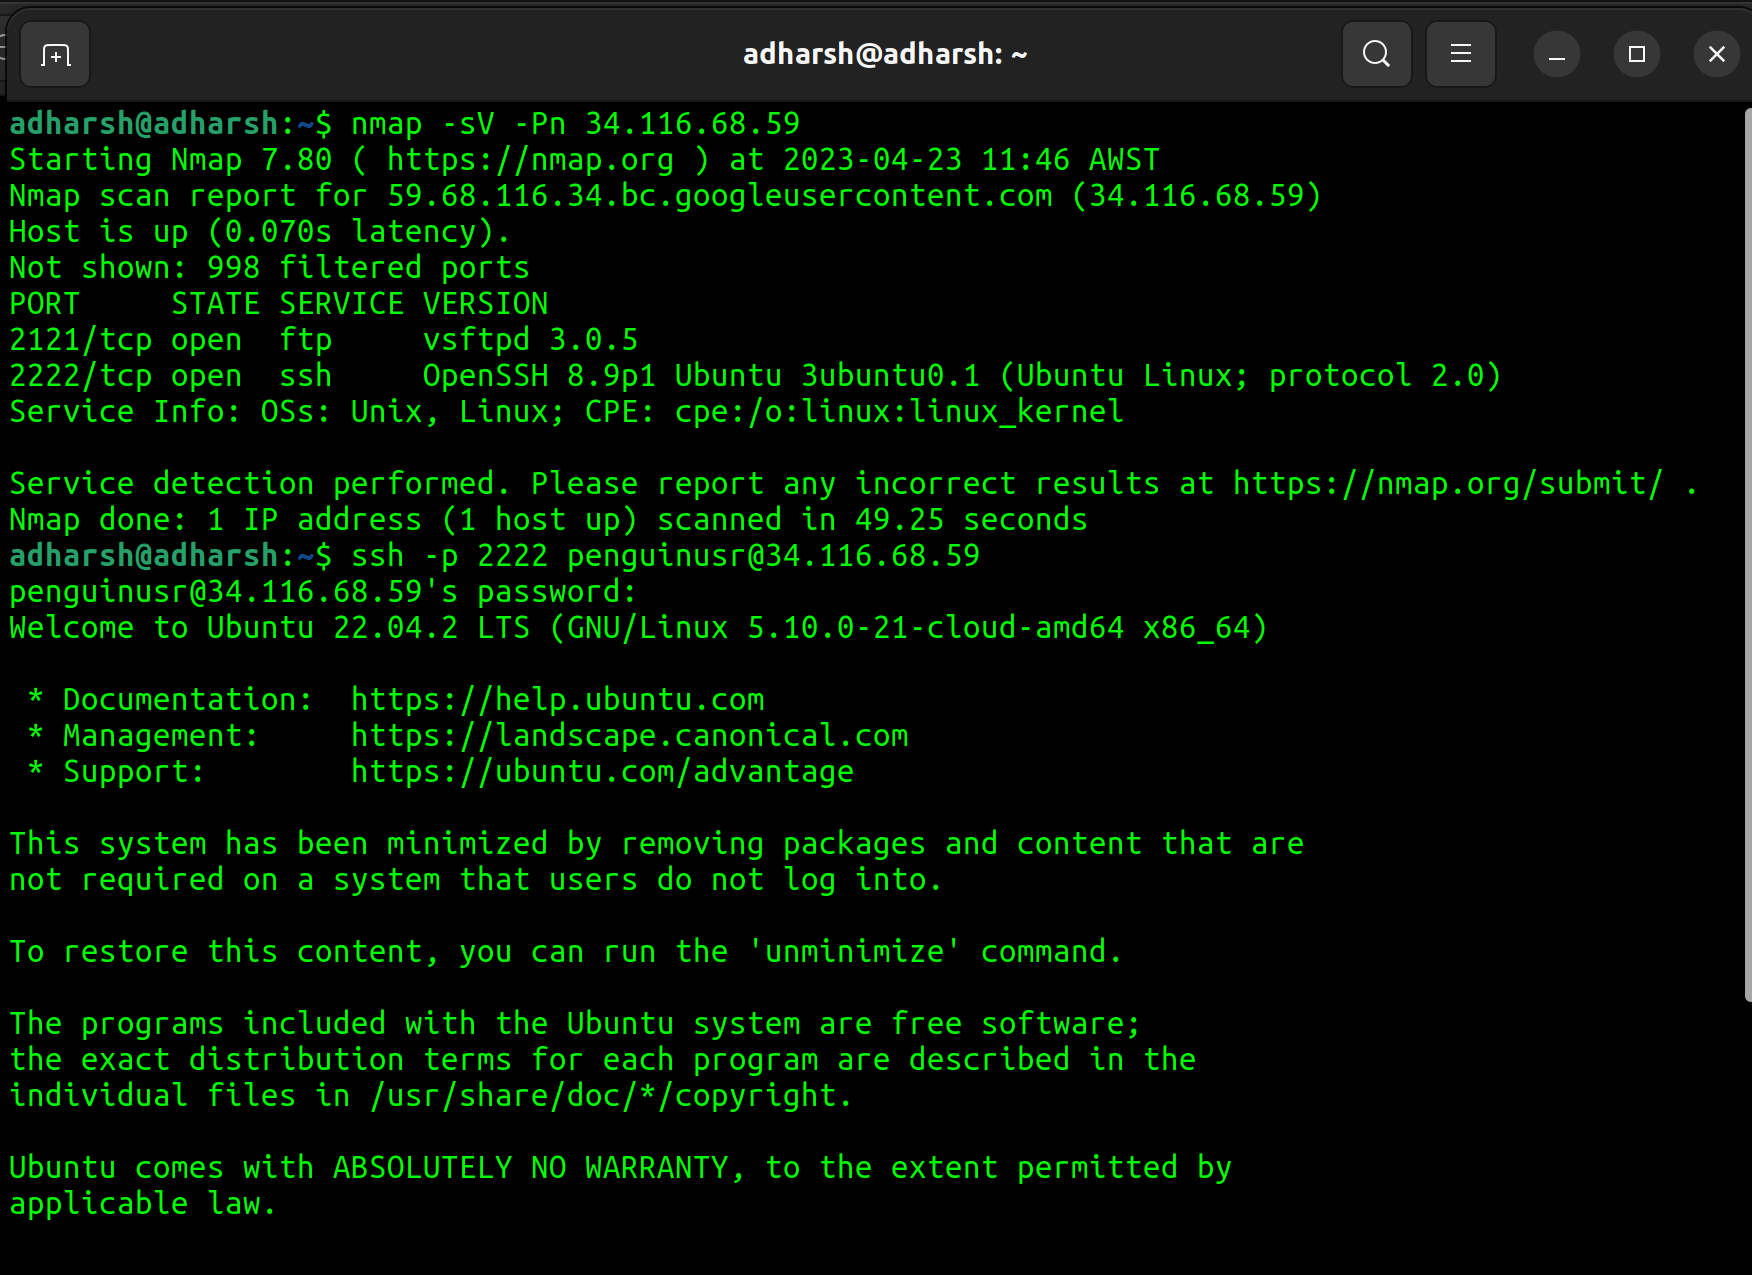 adharsh@adharsh: ~
adharsh@adharsh:~$ nmap -sV -Pn 34.116.68.59
Starting Nmap 7.80 ( https://nmap.org ) at 2023-04-23 11:46 AWST
Nmap scan report for 59.68.116.34.bc.googleusercontent.com (34.116.68.59)
Host is up (0.070s latency).
Not shown: 998 filtered ports
PORT     STATE SERVICE VERSION
2121/tcp open  ftp     vsftpd 3.0.5
2222/tcp open  ssh     OpenSSH 8.9p1 Ubuntu 3ubuntu0.1 (Ubuntu Linux; protocol 2.0)
Service Info: OSs: Unix, Linux; CPE: cpe:/o:linux:linux_kernel
Service detection performed. Please report any incorrect results at https://nmap.org/submit/ .
Nmap done: 1 IP address (1 host up) scanned in 49.25 seconds
adharsh@adharsh:~$ ssh -p 2222 penguinusr@34.116.68.59
penguinusr@34.116.68.59's password:
Welcome to Ubuntu 22.04.2 LTS (GNU/Linux 5.10.0-21-cloud-amd64 x86_64)
 * Documentation:  https://help.ubuntu.com
 * Management:     https://landscape.canonical.com
 * Support:        https://ubuntu.com/advantage
This system has been minimized by removing packages and content that are
not required on a system that users do not log into.
To restore this content, you can run the 'unminimize' command.
The programs included with the Ubuntu system are free software;
the exact distribution terms for each program are described in the
individual files in /usr/share/doc/*/copyright.
Ubuntu comes with ABSOLUTELY NO WARRANTY, to the extent permitted by
applicable law.